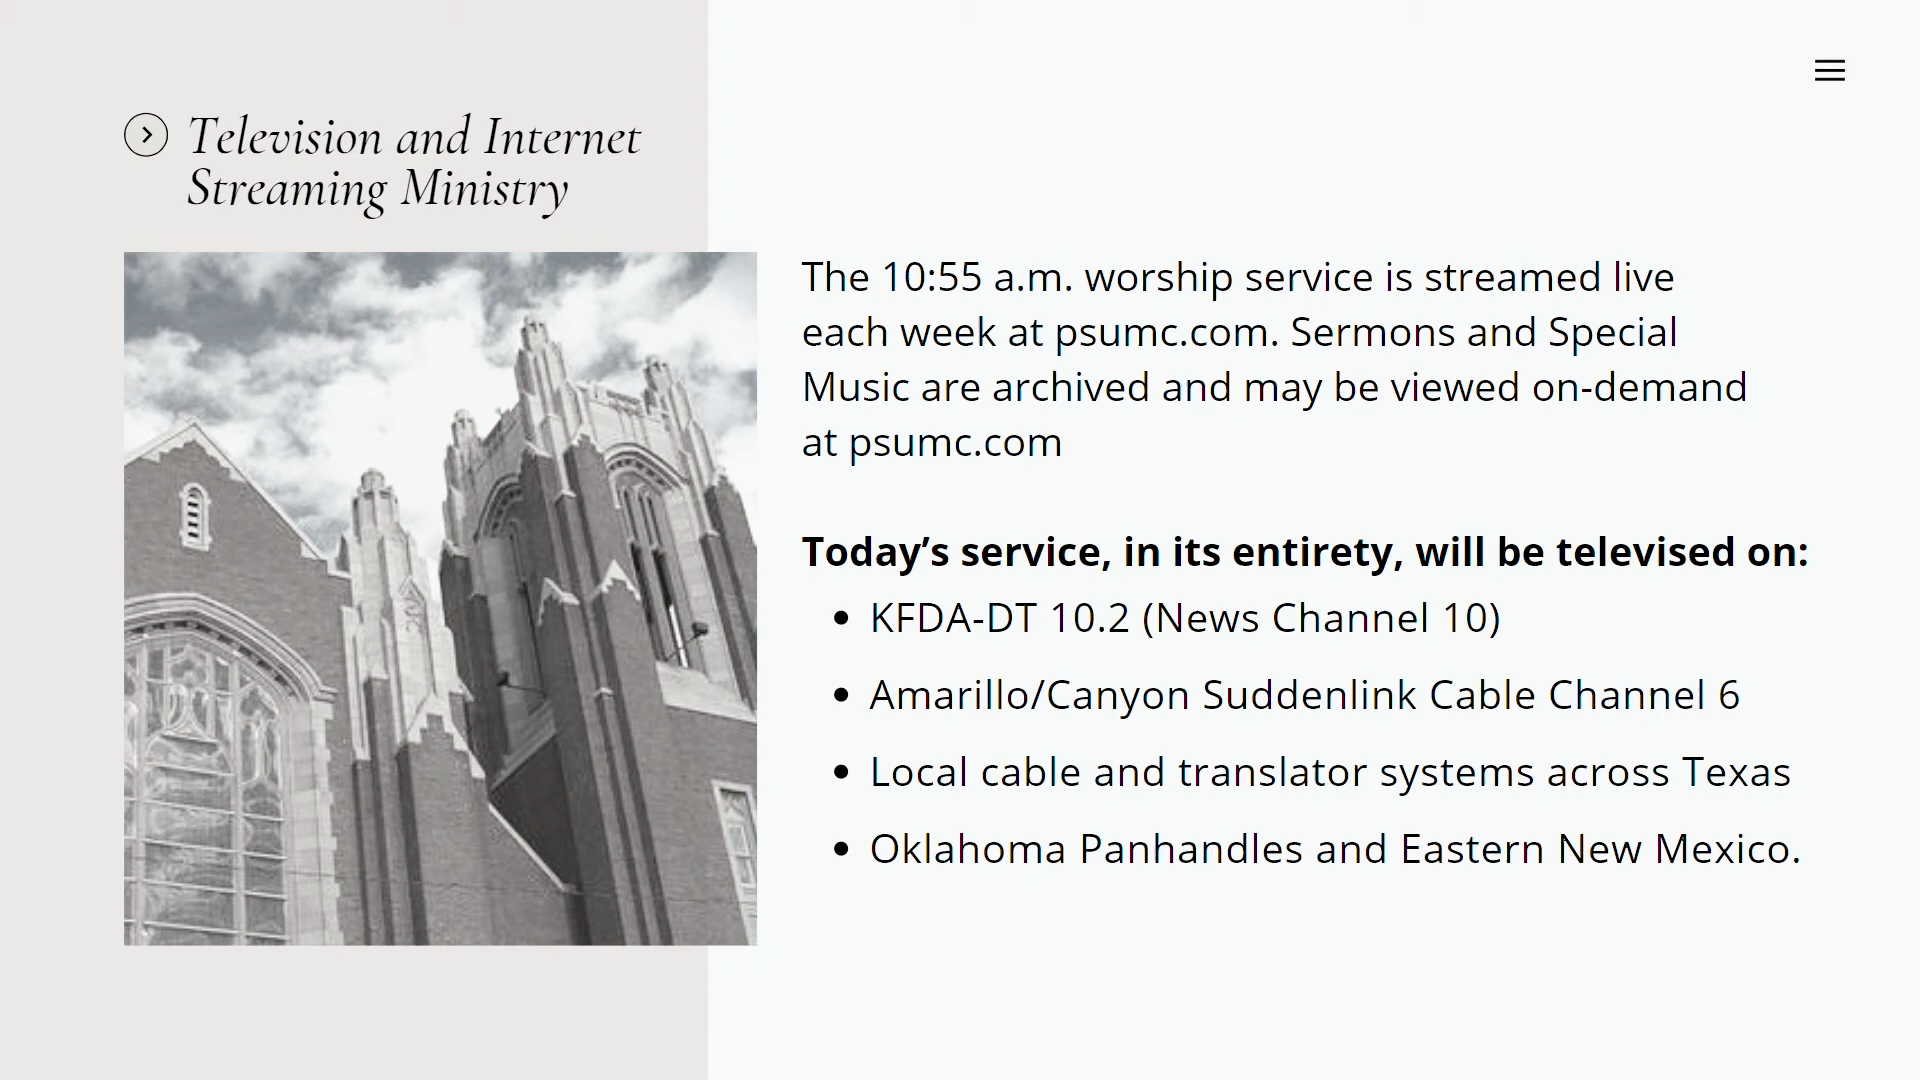 Television and Internet
Streaming Ministry
The 10:55 a.m. worship service is streamed live
each week at psumc.com. Sermons and Special
Music are archived and may be viewed on-demand
at psumc.com
Today’s service, in its entirety, will be televised on:
• KFDA-DT 10.2 (News Channel 10)
• Amarillo/Canyon Suddenlink Cable Channel 6
• Local cable and translator systems across Texas
• Oklahoma Panhandles and Eastern New Mexico.